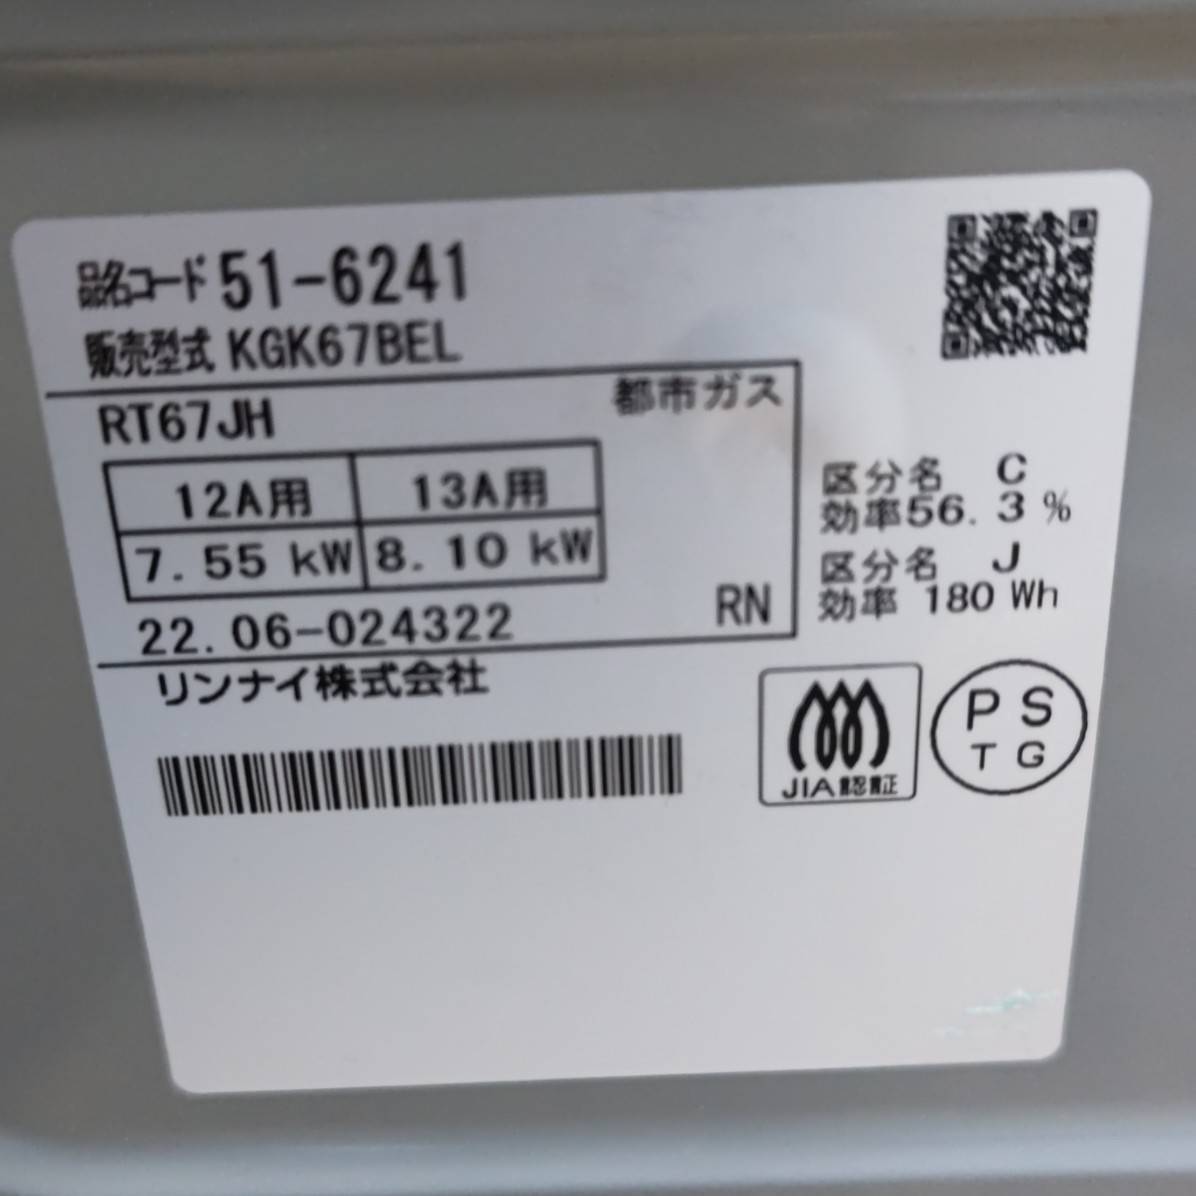 品名コード 51-6241
販売型式 KGK67BEL
RT67JH 都市ガス
12A用 13A用
7.55 kW 8.10 kW
22.06-024322 RN
リンナイ株式会社
区分名 C
効率56.3 %
区分名 J
効率 180 Wh
JIA認証
PS
TG